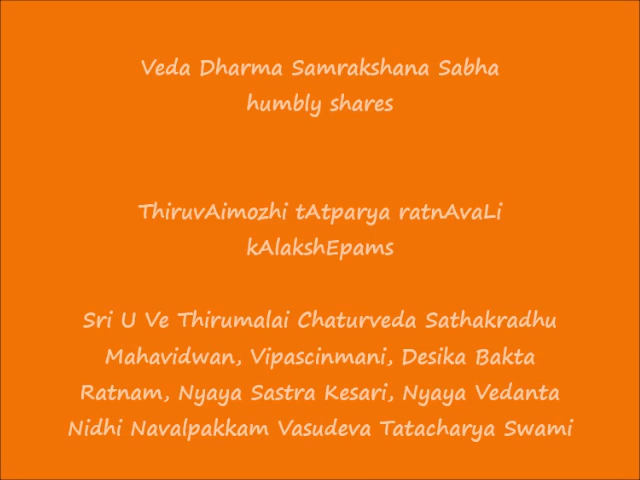 Veda Dharma Samrakshana Sabha
humbly shares
ThiruvAimozhi tAtparya ratnAvaLi
kAlakshEpams
Sri U Ve Thirumalai Chaturveda Sathakradhu
Mahavidwan, Vipascinmani, Desika Bakta
Ratnam, Nyaya Sastra Kesari, Nyaya Vedanta
Nidhi Navalpakkam Vasudeva Tatacharya Swami